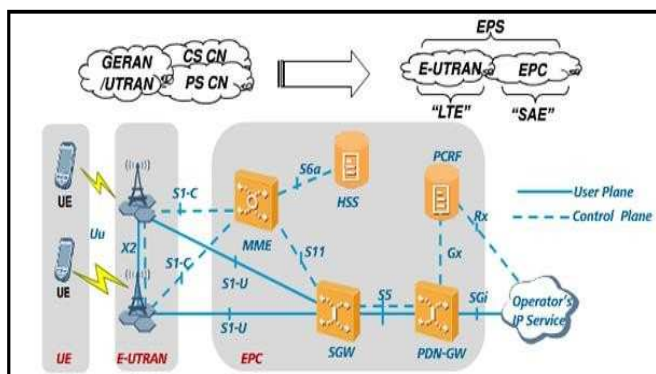 EPS
GERAN
/UTRAN
CS CN
PS CN
E-UTRAN
EPC
“LTE”
“SAE”
UE
UE
Uu
X2
S1-C
S1-C
S1-U
S1-U
MME
S6a
HSS
S11
SGW
S5
PCRF
Gx
Rx
PDN-GW
SGi
User Plane
Control Plane
Operator's
IP Service
UE
E-UTRAN
EPC